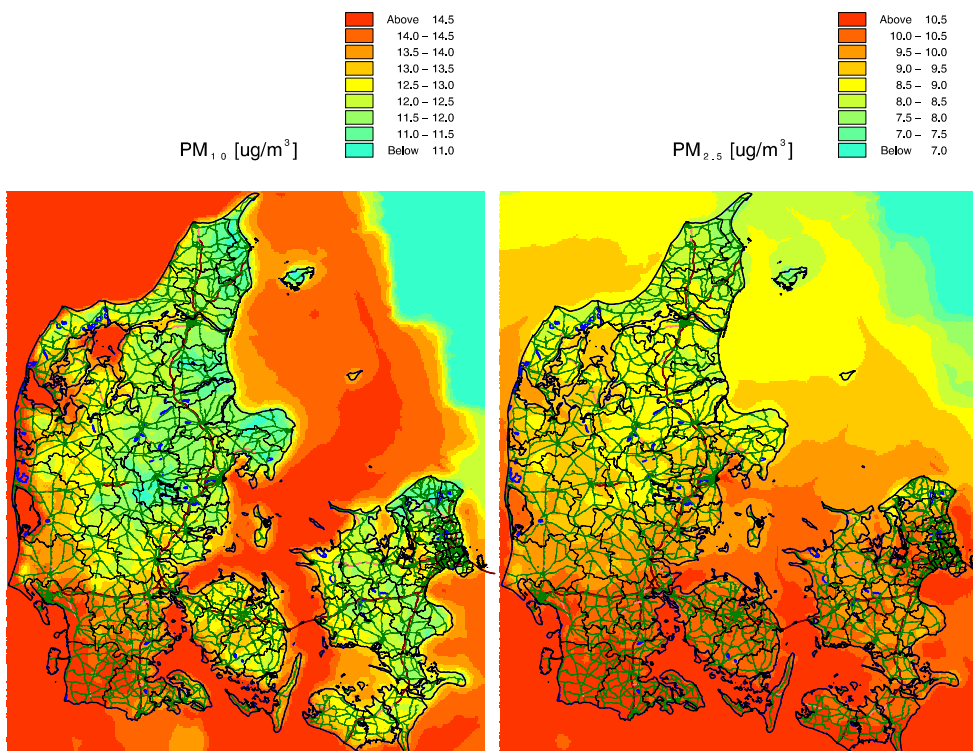 Above 14.5
14.0 – 14.5
13.5 – 14.0
13.0 – 13.5
12.5 – 13.0
12.0 – 12.5
11.5 – 12.0
11.0 – 11.5
Below 11.0
PM₁₀ [ug/m³]
Above 10.5
10.0 – 10.5
9.5 – 10.0
9.0 – 9.5
8.5 – 9.0
8.0 – 8.5
7.5 – 8.0
7.0 – 7.5
Below 7.0
PM₂.₅ [ug/m³]